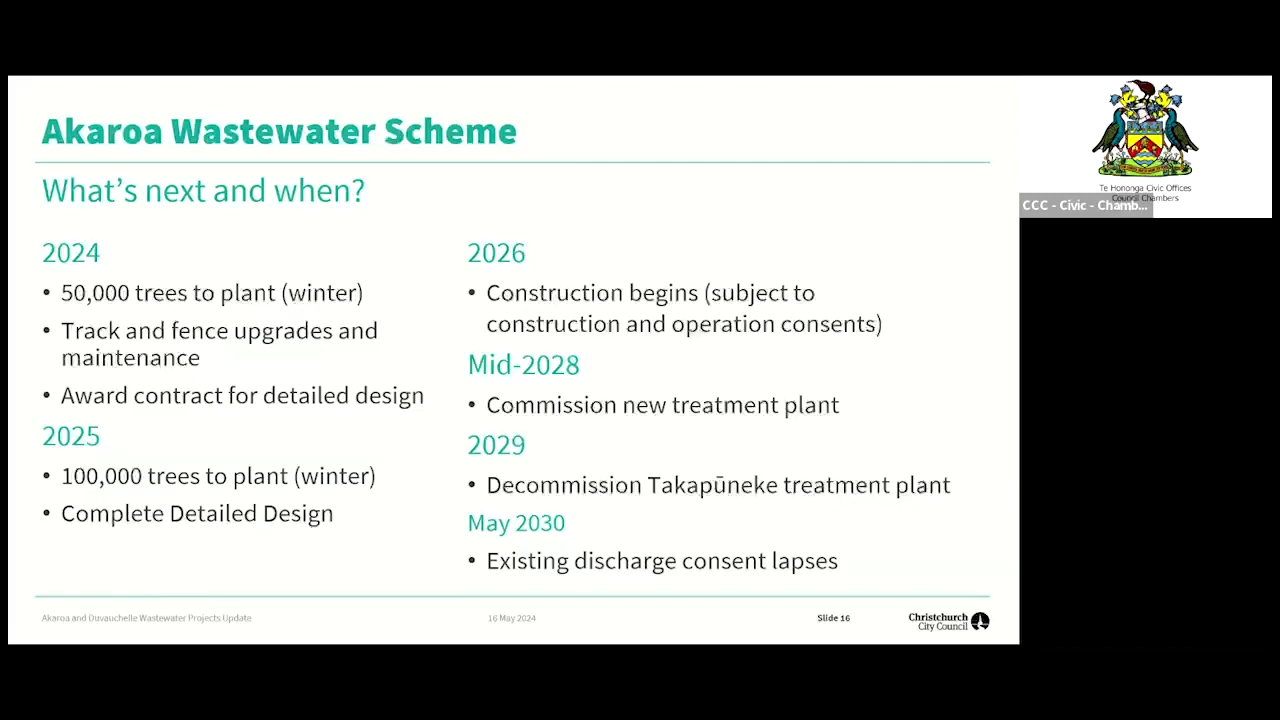 Akaroa Wastewater Scheme
What’s next and when?
2024
• 50,000 trees to plant (winter)
• Track and fence upgrades and
maintenance
• Award contract for detailed design
2025
• 100,000 trees to plant (winter)
• Complete Detailed Design
2026
• Construction begins (subject to
construction and operation consents)
Mid-2028
• Commission new treatment plant
2029
• Decommission Takapūneke treatment plant
May 2030
• Existing discharge consent lapses
Akaroa and Duvauchelle Wastewater Projects Update
16 May 2024
Slide 16
Christchurch
City Council
Te Hononga Civic Offices
Council Chambers
CCC - Civic - Chamb...